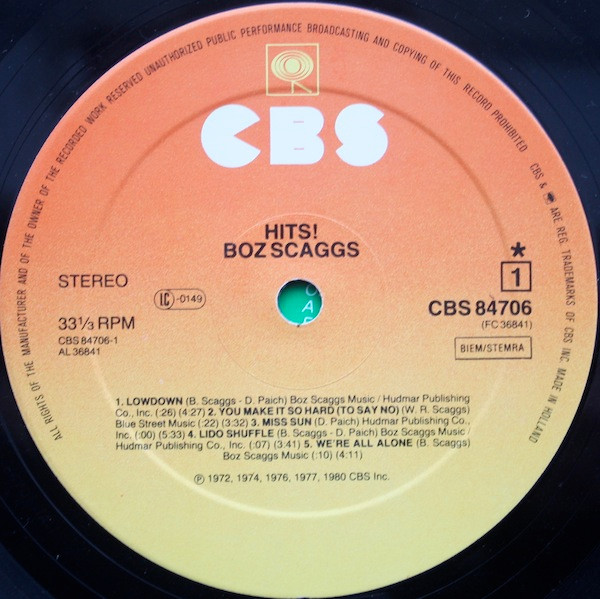 ALL RIGHTS OF THE MANUFACTURER AND OF THE OWNER OF THE RECORDED WORK RESERVED UNAUTHORIZED PUBLIC PERFORMANCE BROADCASTING AND COPYING OF THIS RECORD PROHIBITED
CBS & ARE REG. TRADEMARKS OF CBS INC. MADE IN HOLLAND
CBS
HITS!
BOZ SCAGGS
STEREO
LC-0149
*
1
33⅓ RPM
CBS 84706
(FC 36841)
CBS 84706-1
AL 36841
BIEM/STEMRA
1. LOWDOWN (B. Scaggs - D. Paich) Boz Scaggs Music / Hudmar Publishing
Co., Inc. (:26) (4:27) 2. YOU MAKE IT SO HARD (TO SAY NO) (W. R. Scaggs)
Blue Street Music (:22) (3:32) 3. MISS SUN (D. Paich) Hudmar Publishing Co.,
Inc. (:00) (5:33) 4. LIDO SHUFFLE (B. Scaggs - D. Paich) Boz Scaggs Music /
Hudmar Publishing Co., Inc. (:07) (3:41) 5. WE'RE ALL ALONE (B. Scaggs)
Boz Scaggs Music (:10) (4:11)
℗ 1972, 1974, 1976, 1977, 1980 CBS Inc.